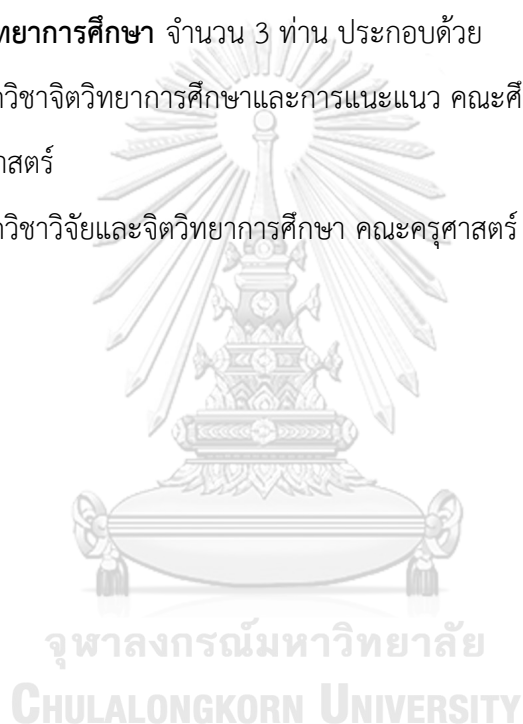 ทยาการศึกษา จำนวน 3 ท่าน ประกอบด้วย
าวิชาจิตวิทยาการศึกษาและการแนะแนว คณะศึ
าสตร์
าวิชาวิจัยและจิตวิทยาการศึกษา คณะครุศาสตร์
จุฬาลงกรณ์มหาวิทยาลัย
CHULALONGKORN UNIVERSITY